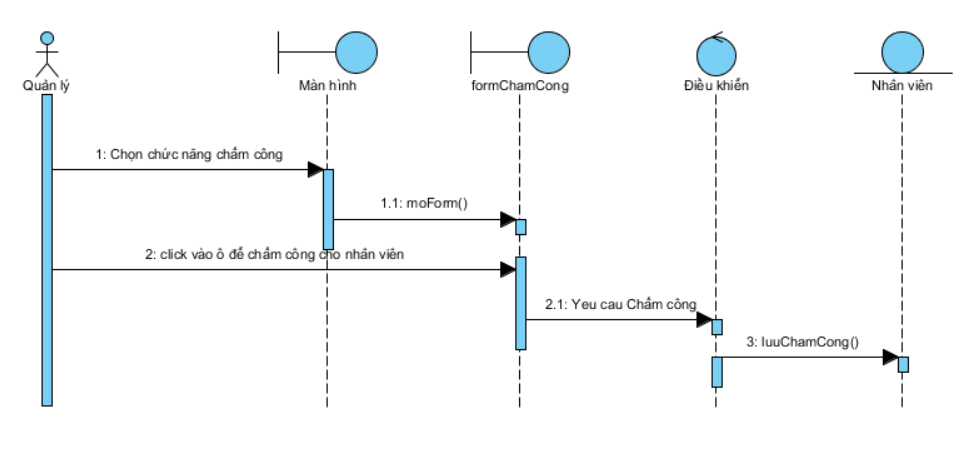 Quản lý
Màn hình
formChamCong
Điều khiển
Nhân viên
1: Chọn chức năng chấm công
1.1: moForm()
2: click vào ô để chấm công cho nhân viên
2.1: Yeu cau Chấm công
3: luuChamCong()